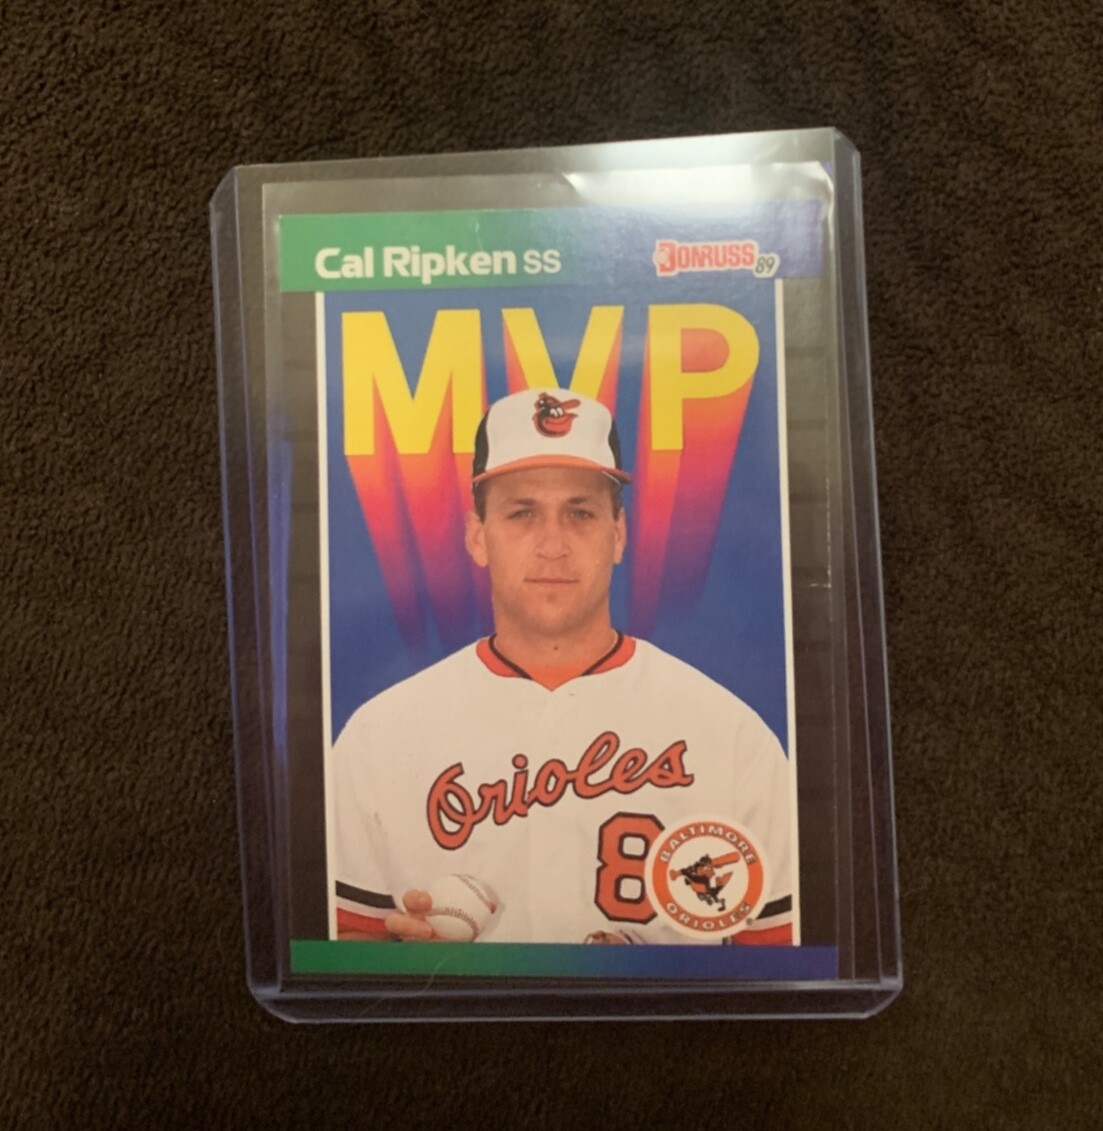 Cal Ripken SS
DONRUSS 89
MVP
Orioles
8
BALTIMORE
ORIOLES